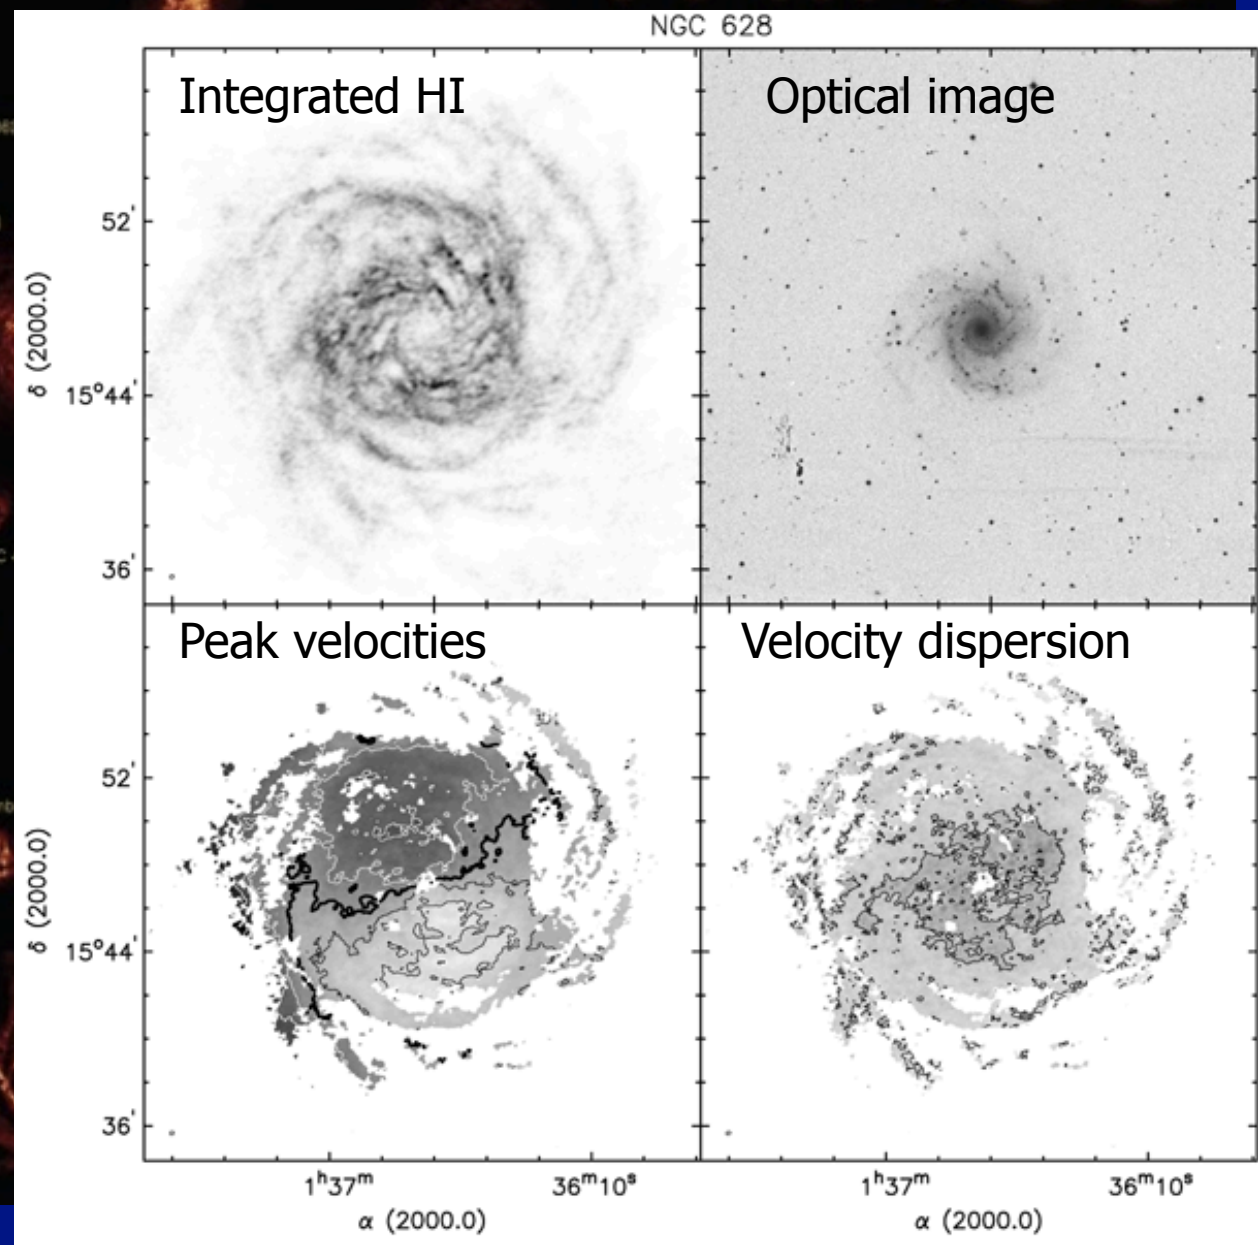 NGC 628
Integrated HI
Optical image
52'
15°44'
36'
δ (2000.0)
Peak velocities
Velocity dispersion
52'
15°44'
36'
δ (2000.0)
1ʰ37ᵐ
36ᵐ10ˢ
1ʰ37ᵐ
36ᵐ10ˢ
α (2000.0)
α (2000.0)